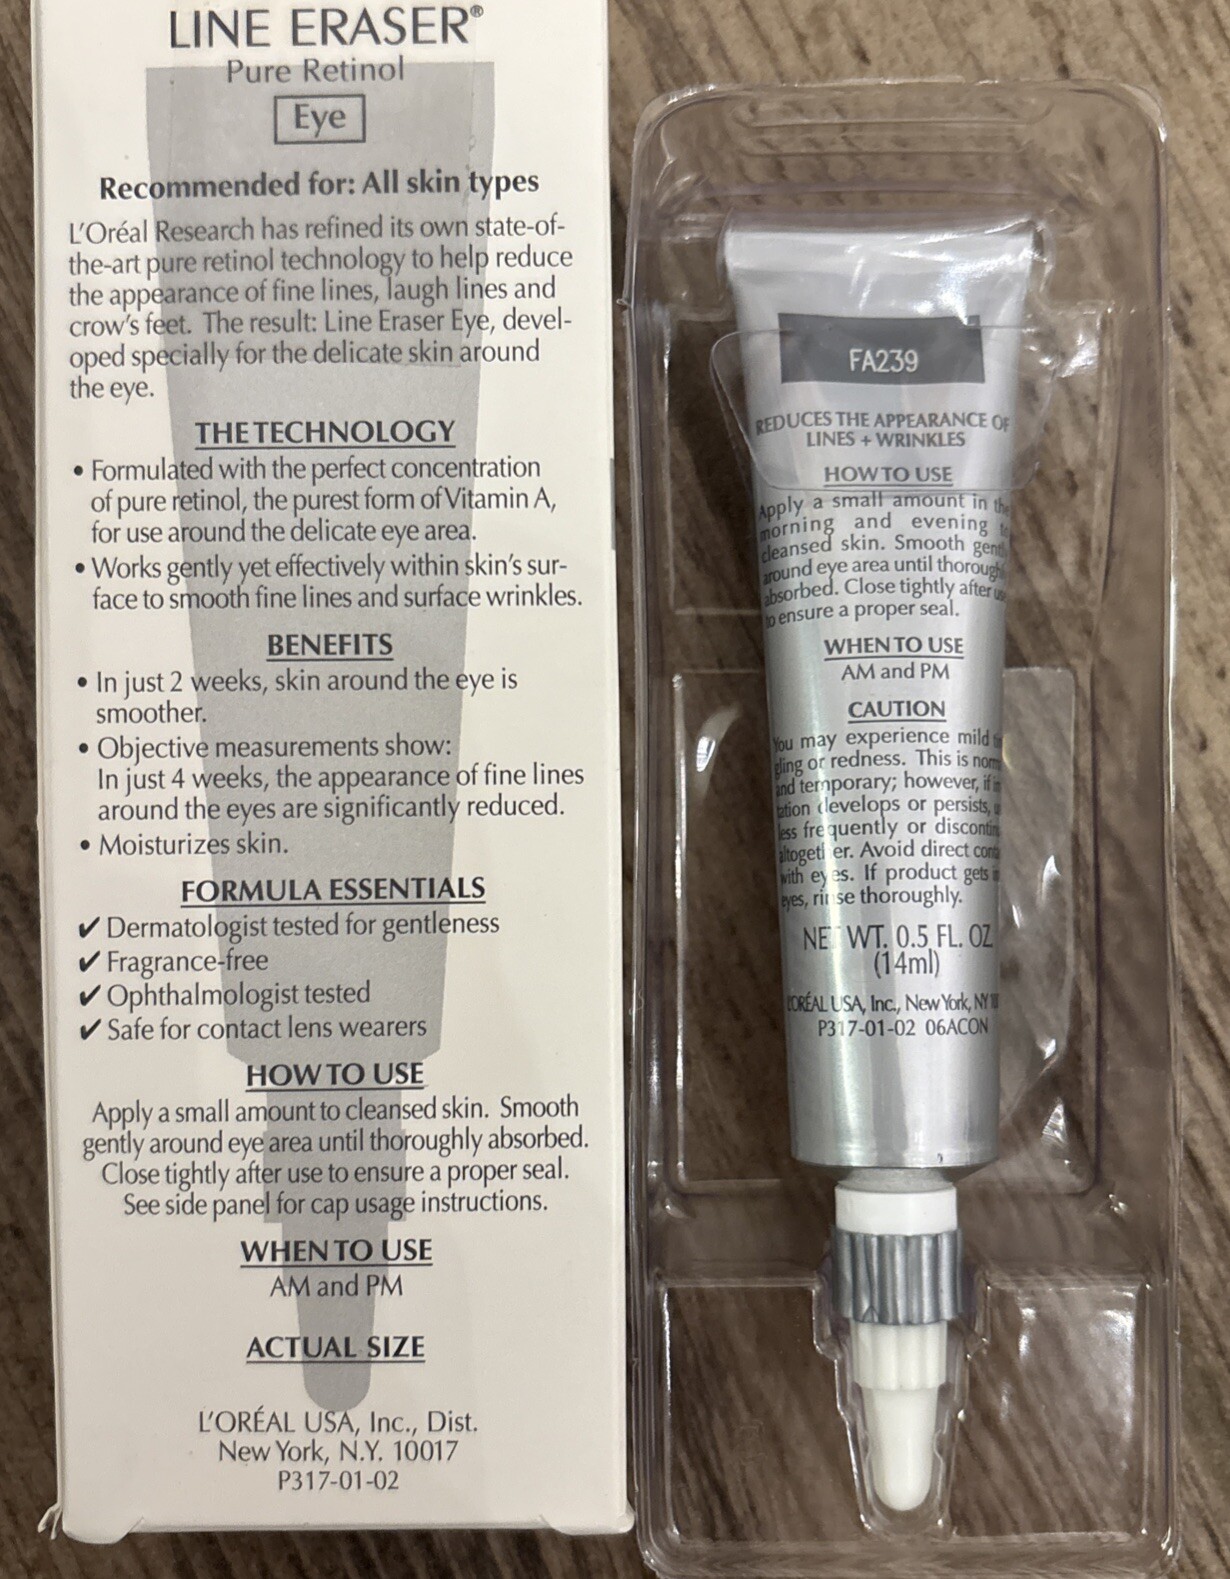 LINE ERASER®
Pure Retinol
Eye
Recommended for: All skin types
L'Oréal Research has refined its own state-of-
the-art pure retinol technology to help reduce
the appearance of fine lines, laugh lines and
crow's feet. The result: Line Eraser Eye, devel-
oped specially for the delicate skin around
the eye.
THE TECHNOLOGY
• Formulated with the perfect concentration
of pure retinol, the purest form of Vitamin A,
for use around the delicate eye area.
• Works gently yet effectively within skin's sur-
face to smooth fine lines and surface wrinkles.
BENEFITS
• In just 2 weeks, skin around the eye is
smoother.
• Objective measurements show:
In just 4 weeks, the appearance of fine lines
around the eyes are significantly reduced.
• Moisturizes skin.
FORMULA ESSENTIALS
✔ Dermatologist tested for gentleness
✔ Fragrance-free
✔ Ophthalmologist tested
✔ Safe for contact lens wearers
HOW TO USE
Apply a small amount to cleansed skin. Smooth
gently around eye area until thoroughly absorbed.
Close tightly after use to ensure a proper seal.
See side panel for cap usage instructions.
WHEN TO USE
AM and PM
ACTUAL SIZE
L'ORÉAL USA, Inc., Dist.
New York, N.Y. 10017
P317-01-02
FA239
REDUCES THE APPEARANCE OF
LINES + WRINKLES
HOW TO USE
Apply a small amount in the
morning and evening
cleansed skin. Smooth
around eye area until
absorbed. Close tightly after
to ensure a proper seal.
WHEN TO USE
AM and PM
CAUTION
You may experience mild
or redness. This is
and temporary; however, if
develops or persists,
frequently or
altogether. Avoid direct
with eyes. If product gets
eyes, rinse thoroughly.
NET WT. 0.5 FL. OZ.
(14ml)
L'ORÉAL USA, Inc., New York, NY
P317-01-02 06ACON